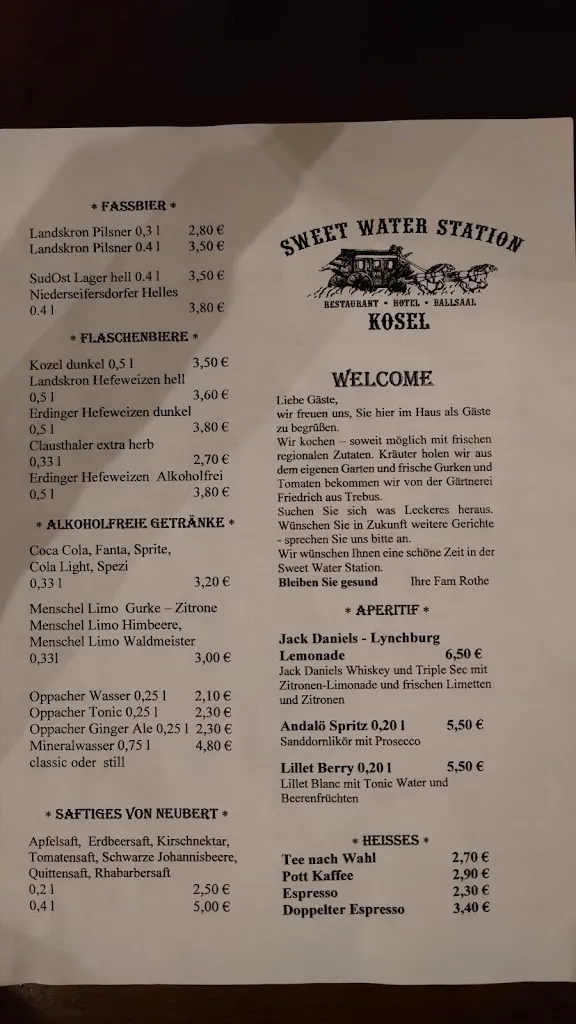 * FASSBIER *
Landskron Pilsner 0,3 l 2,80 €
Landskron Pilsner 0.4 l 3,50 €
SudOst Lager hell 0.4 l 3,50 €
Niederseifersdorfer Helles
0.4 l 3,80 €
* FLASCHENBIERE *
Kozel dunkel 0,5 l 3,50 €
Landskron Hefeweizen hell
0,5 l 3,60 €
Erdinger Hefeweizen dunkel
0,5 l 3,80 €
Clausthaler extra herb
0,33 l 2,70 €
Erdinger Hefeweizen Alkoholfrei
0,5 l 3,80 €
* ALKOHOLFREIE GETRÄNKE *
Coca Cola, Fanta, Sprite,
Cola Light, Spezi
0,33 l 3,20 €
Menschel Limo Gurke – Zitrone
Menschel Limo Himbeere,
Menschel Limo Waldmeister
0,33l 3,00 €
Oppacher Wasser 0,25 l 2,10 €
Oppacher Tonic 0,25 l 2,30 €
Oppacher Ginger Ale 0,25 l 2,30 €
Mineralwasser 0,75 l 4,80 €
classic oder still
* SAFTIGES VON NEUBERT *
Apfelsaft, Erdbeersaft, Kirschnektar,
Tomatensaft, Schwarze Johannisbeere,
Quittensaft, Rhabarbersaft
0,2 l 2,50 €
0,4 l 5,00 €
SWEET WATER STATION
RESTAURANT • HOTEL • BALLSAAL
KOSEL
WELCOME
Liebe Gäste,
wir freuen uns, Sie hier im Haus als Gäste
zu begrüßen.
Wir kochen – soweit möglich mit frischen
regionalen Zutaten. Kräuter holen wir aus
dem eigenen Garten und frische Gurken und
Tomaten bekommen wir von der Gärtnerei
Friedrich aus Trebus.
Suchen Sie sich was Leckeres heraus.
Wünschen Sie in Zukunft weitere Gerichte
- sprechen Sie uns bitte an.
Wir wünschen Ihnen eine schöne Zeit in der
Sweet Water Station.
Bleiben Sie gesund Ihre Fam Rothe
* APERITIF *
Jack Daniels - Lynchburg
Lemonade 6,50 €
Jack Daniels Whiskey und Triple Sec mit
Zitronen-Limonade und frischen Limetten
und Zitronen
Andalö Spritz 0,20 l 5,50 €
Sanddornlikör mit Prosecco
Lillet Berry 0,20 l 5,50 €
Lillet Blanc mit Tonic Water und
Beerenfrüchten
* HEISSES *
Tee nach Wahl 2,70 €
Pott Kaffee 2,90 €
Espresso 2,30 €
Doppelter Espresso 3,40 €